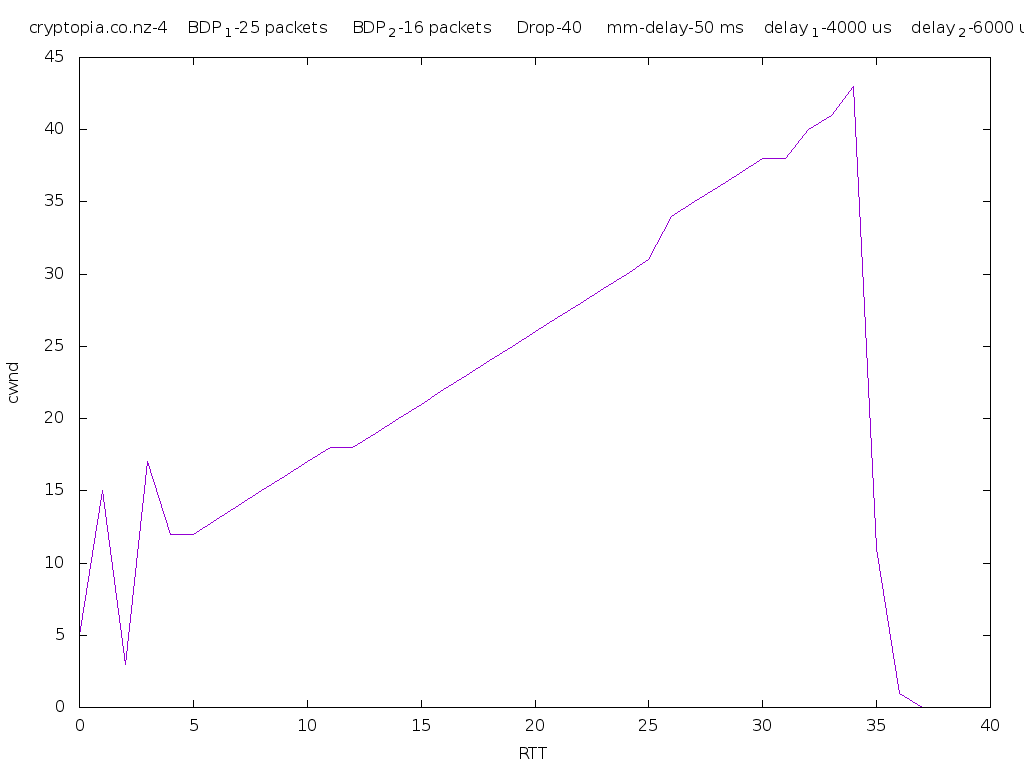 cryptopia.co.nz-4 BDP1-25 packets BDP2-16 packets Drop-40 mm-delay-50 ms delay1-4000 us delay2-6000 u
45
40
35
30
25
20
15
10
5
0
cwnd
0 5 10 15 20 25 30 35 40
RTT